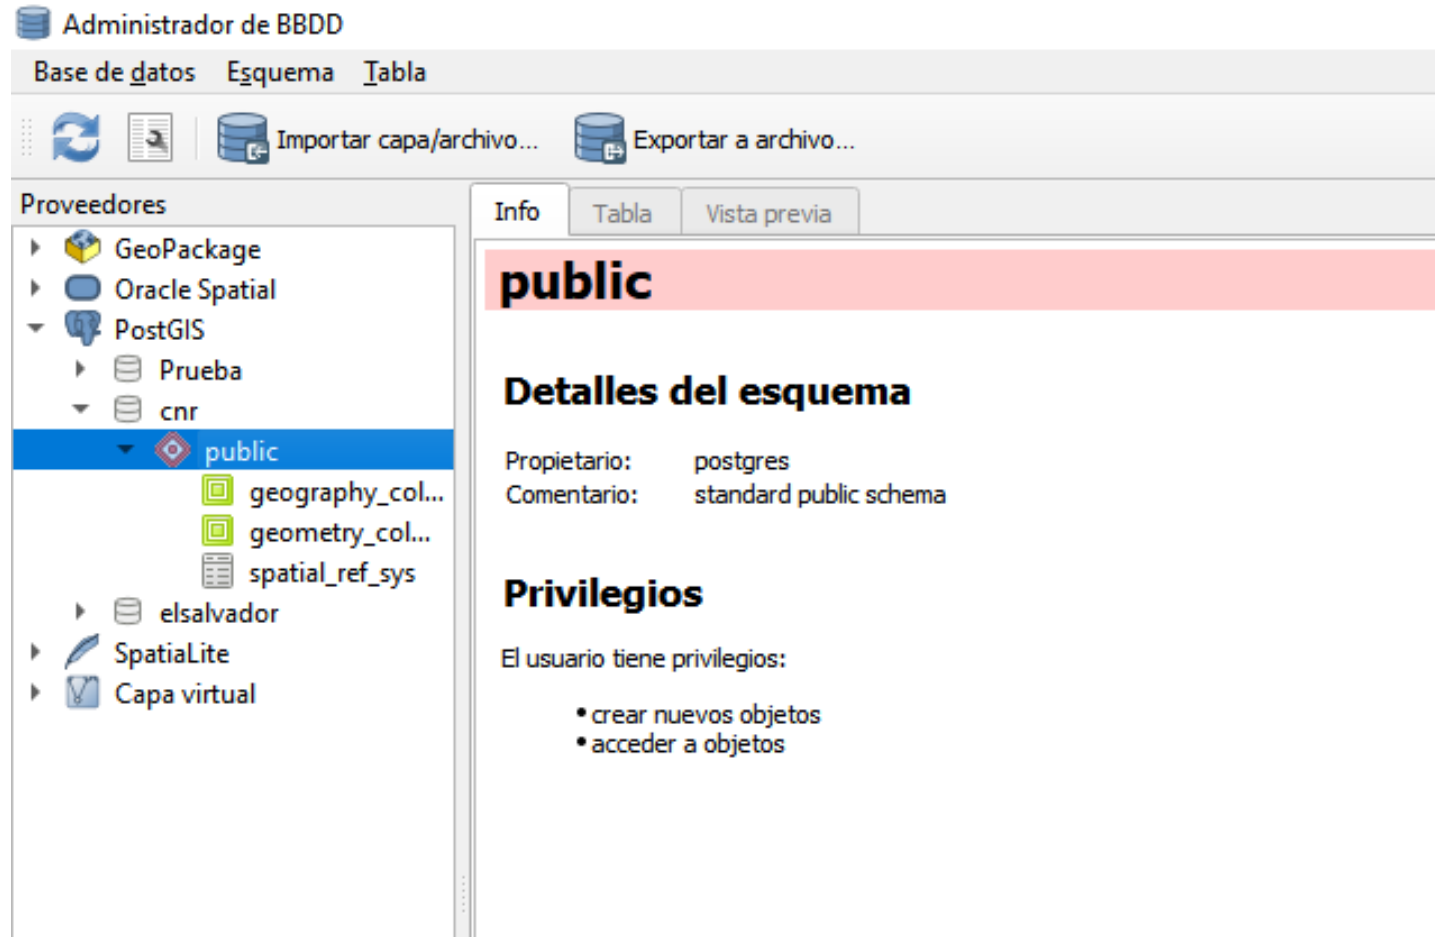 Administrador de BBDD
Base de datos Esquema Tabla
Importar capa/archivo... Exportar a archivo...
Proveedores
GeoPackage
Oracle Spatial
PostGIS
Prueba
cnr
public
geography_col...
geometry_col...
spatial_ref_sys
elsalvador
SpatiaLite
Capa virtual
Info Tabla Vista previa
public
Detalles del esquema
Propietario: postgres
Comentario: standard public schema
Privilegios
El usuario tiene privilegios:
• crear nuevos objetos
• acceder a objetos